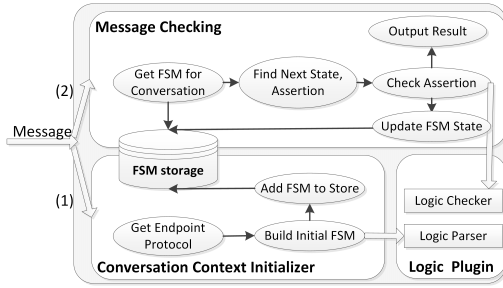 Message Checking
Output Result
Get FSM for
Conversation
Find Next State,
Assertion
Check Assertion
(2)
Update FSM State
Message
FSM storage
(1)
Add FSM to Store
Logic Checker
Get Endpoint
Protocol
Build Initial FSM
Logic Parser
Conversation Context Initializer
Logic Plugin